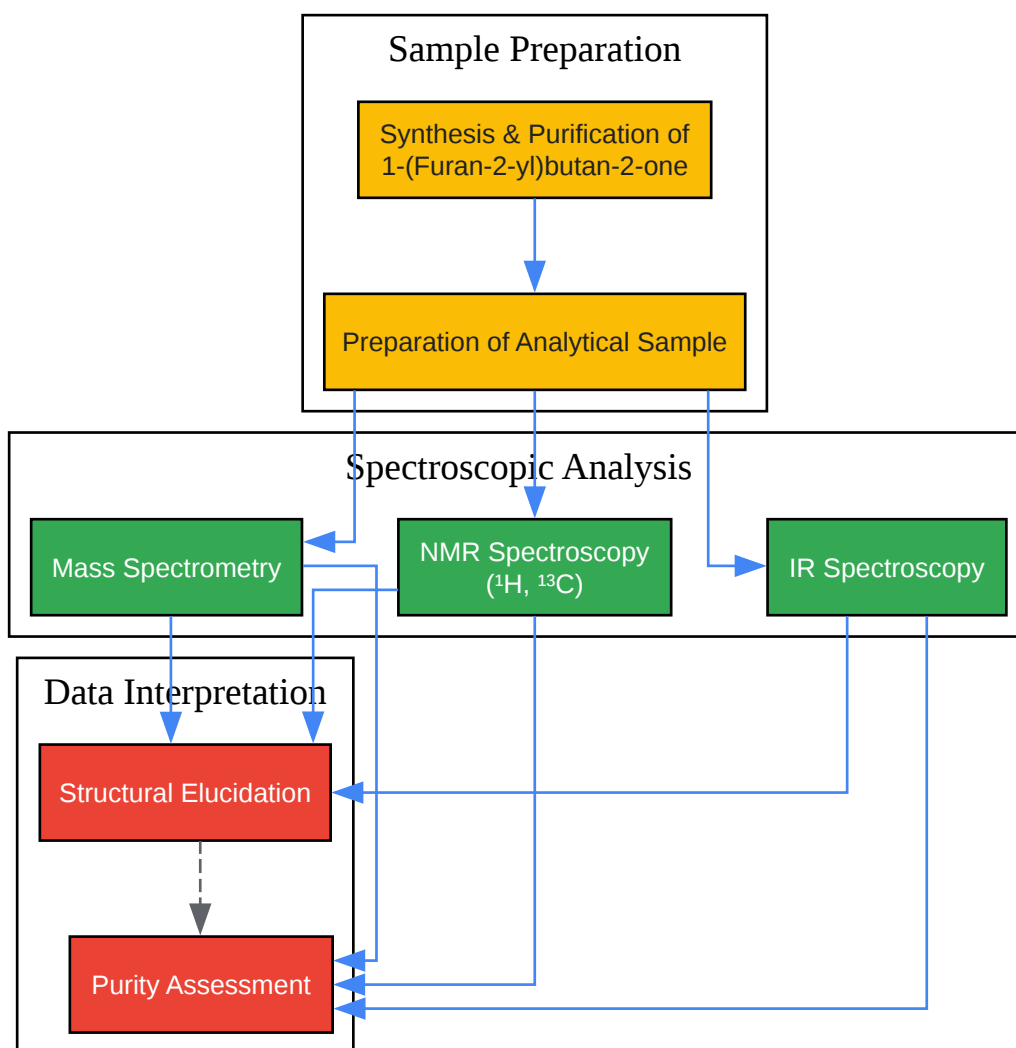 Sample Preparation
Synthesis & Purification of
1-(Furan-2-yl)butan-2-one
Preparation of Analytical Sample
Spectroscopic Analysis
Mass Spectrometry
NMR Spectroscopy
(¹H, ¹³C)
IR Spectroscopy
Data Interpretation
Structural Elucidation
Purity Assessment